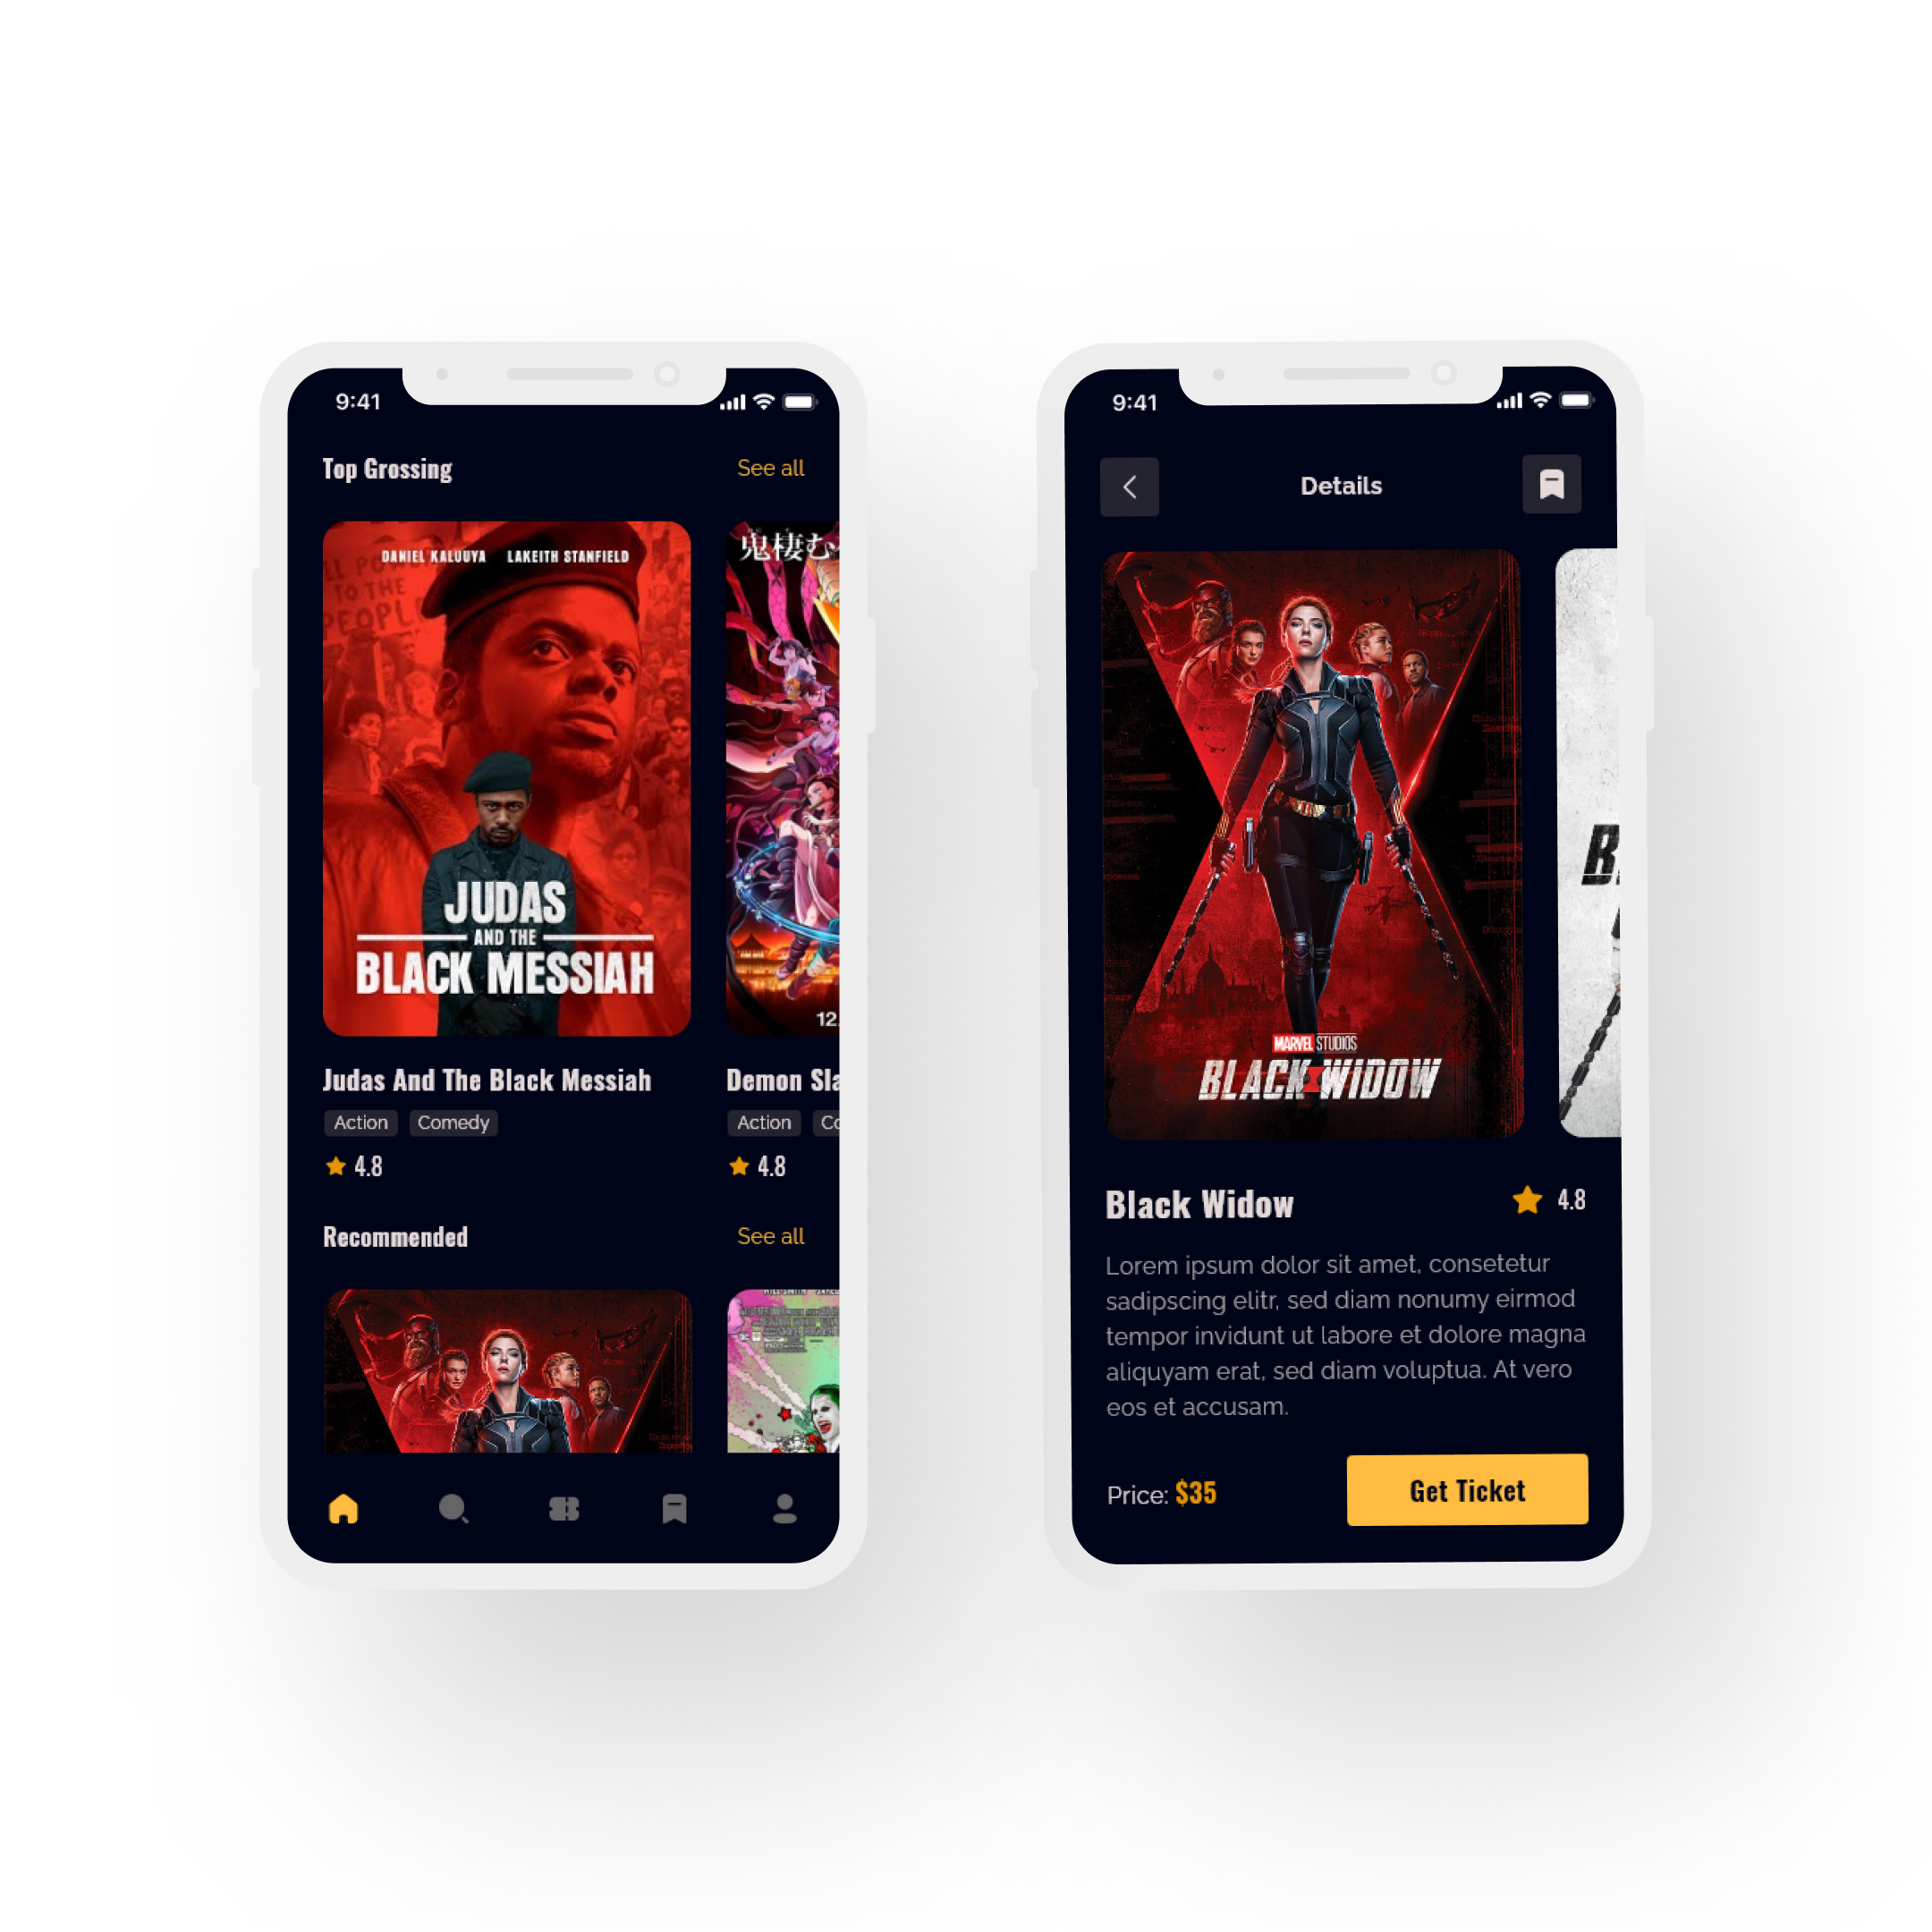 9:41
Top Grossing
See all
DANIEL KALUUYA LAKEITH STANFIELD
TO THE
PEOPLE
JUDAS
AND THE
BLACK MESSIAH
鬼棲む
12.
Judas And The Black Messiah
Demon Sla
Action Comedy
Action Co
4.8
4.8
Recommended
See all
9:41
Details
MARVEL STUDIOS
BLACK WIDOW
B
Black Widow
4.8
Lorem ipsum dolor sit amet, consetetur
sadipscing elitr, sed diam nonumy eirmod
tempor invidunt ut labore et dolore magna
aliquyam erat, sed diam voluptua. At vero
eos et accusam.
Price: $35
Get Ticket